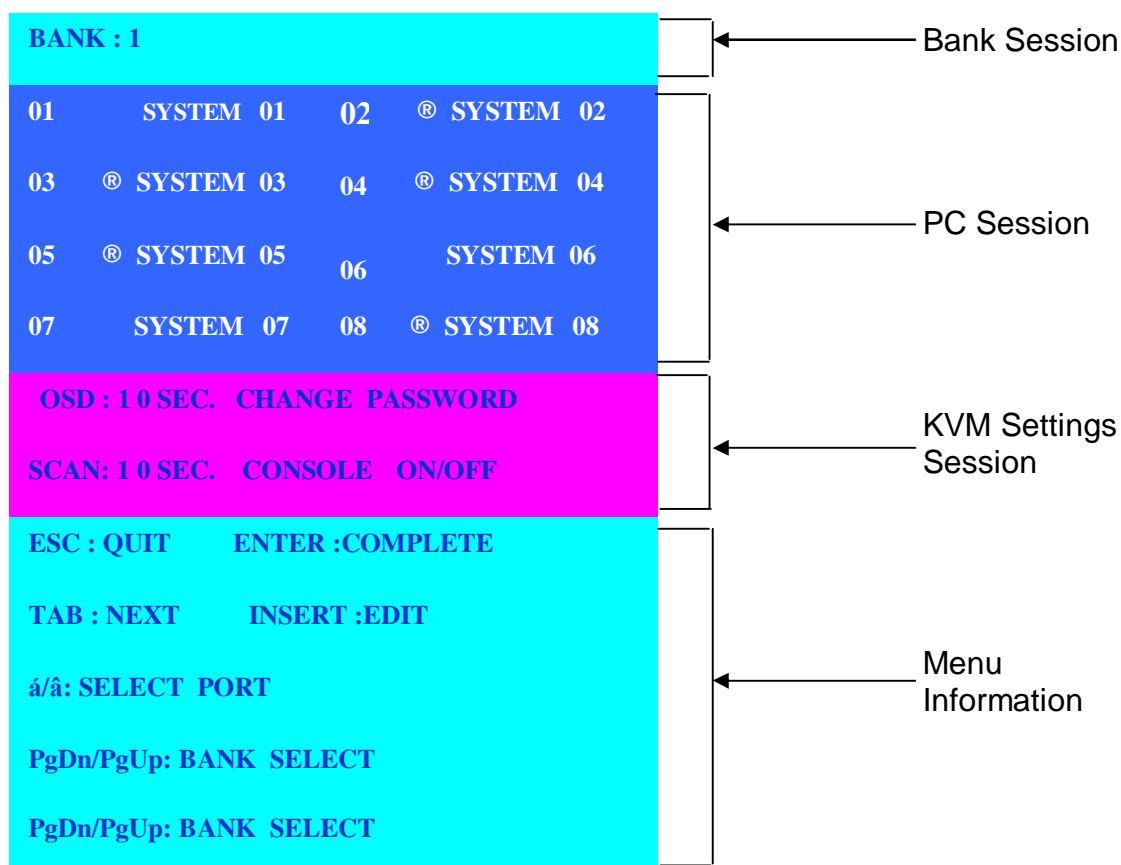 BANK : 1
Bank Session
01 SYSTEM 01 02 ® SYSTEM 02
03 ® SYSTEM 03 04 ® SYSTEM 04
PC Session
05 ® SYSTEM 05 06 SYSTEM 06
07 SYSTEM 07 08 ® SYSTEM 08
OSD : 1 0 SEC. CHANGE PASSWORD
SCAN: 1 0 SEC. CONSOLE ON/OFF
KVM Settings
Session
ESC : QUIT ENTER :COMPLETE
TAB : NEXT INSERT :EDIT
á/â: SELECT PORT
PgDn/PgUp: BANK SELECT
PgDn/PgUp: BANK SELECT
Menu
Information